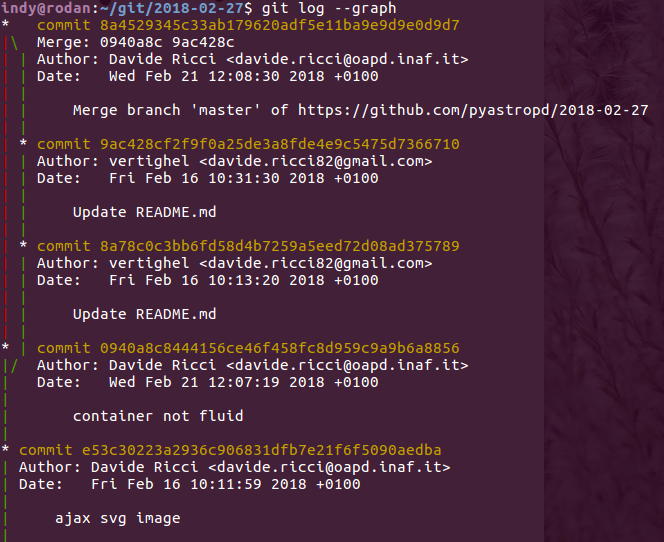 indy@rodan:~/git/2018-02-27$ git log --graph
*   commit 8a4529345c33ab179620adf5e11ba9e9d9e0d9d7
|\  Merge: 0940a8c 9ac428c
| | Author: Davide Ricci <davide.ricci@oapd.inaf.it>
| | Date:   Wed Feb 21 12:08:30 2018 +0100
| |
| |     Merge branch 'master' of https://github.com/pyastropd/2018-02-27
| |
| * commit 9ac428cf2f9f0a25de3a8fde4e9c5475d7366710
| | Author: vertighel <davide.ricci82@gmail.com>
| | Date:   Fri Feb 16 10:31:30 2018 +0100
| |
| |     Update README.md
| |
| * commit 8a78c0c3bb6fd58d4b7259a5eed72d08ad375789
| | Author: vertighel <davide.ricci82@gmail.com>
| | Date:   Fri Feb 16 10:13:20 2018 +0100
| |
| |     Update README.md
| |
* | commit 0940a8c8444156ce46f458fc8d959c9a9b6a8856
|/  Author: Davide Ricci <davide.ricci@oapd.inaf.it>
|   Date:   Wed Feb 21 12:07:19 2018 +0100
|
|       container not fluid
|
* commit e53c30223a2936c906831dfb7e21f6f5090aedba
| Author: Davide Ricci <davide.ricci@oapd.inaf.it>
| Date:   Fri Feb 16 10:11:59 2018 +0100
|
|     ajax svg image
|